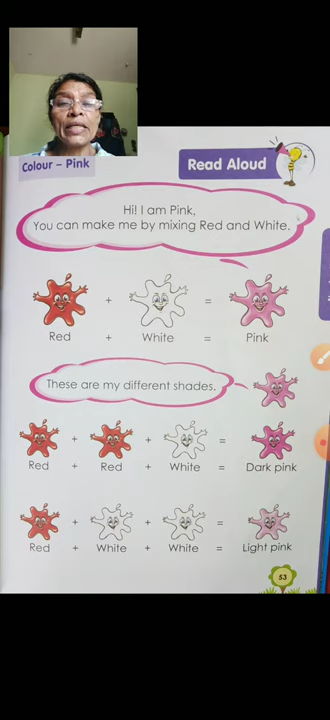 Colour – Pink
Read Aloud
Hi! I am Pink,
You can make me by mixing Red and White.
+ =
Red + White = Pink
These are my different shades.
+ + =
Red + Red + White = Dark pink
+ + =
Red + White + White = Light pink
53